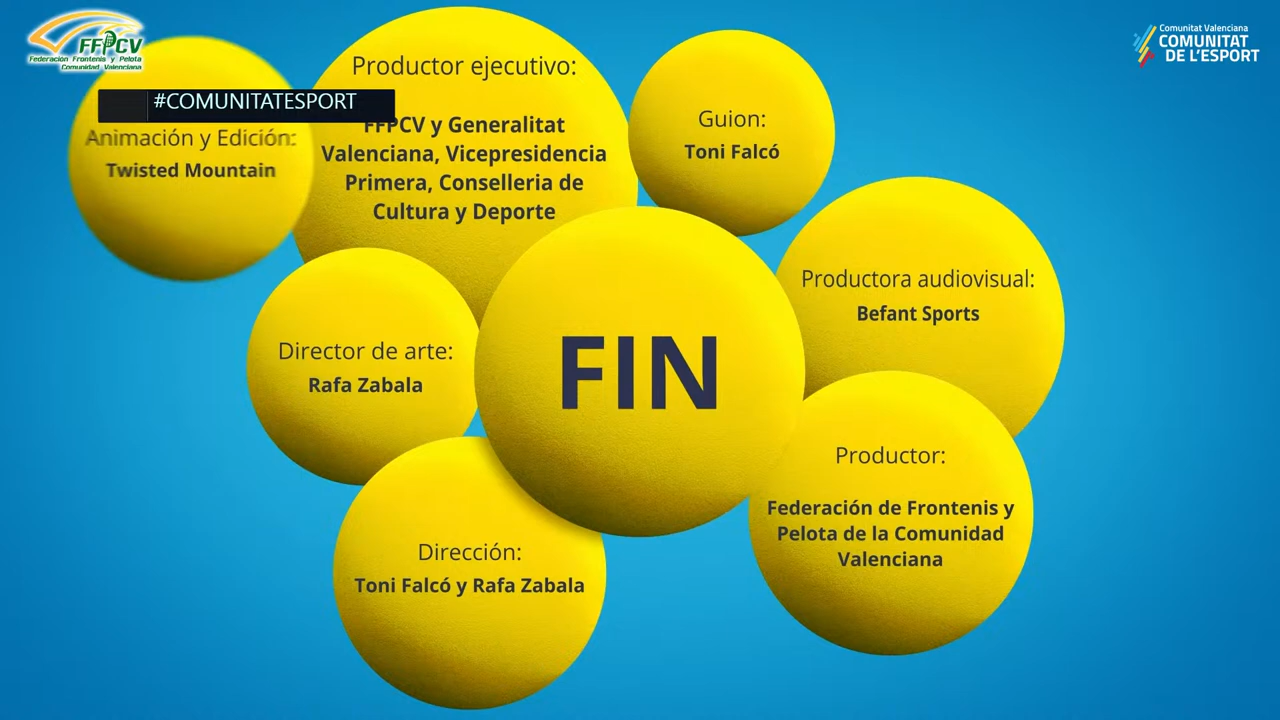 FFPCV
Federación Frontenis y Pelota
Comunidad Valenciana
Comunitat Valenciana
COMUNITAT
DE L'ESPORT
#COMUNITATESPORT
Animación y Edición:
Twisted Mountain
Productor ejecutivo:
FFPCV y Generalitat
Valenciana, Vicepresidencia
Primera, Conselleria de
Cultura y Deporte
Guion:
Toni Falcó
Productora audiovisual:
Befant Sports
Director de arte:
Rafa Zabala
FIN
Productor:
Federación de Frontenis y
Pelota de la Comunidad
Valenciana
Dirección:
Toni Falcó y Rafa Zabala